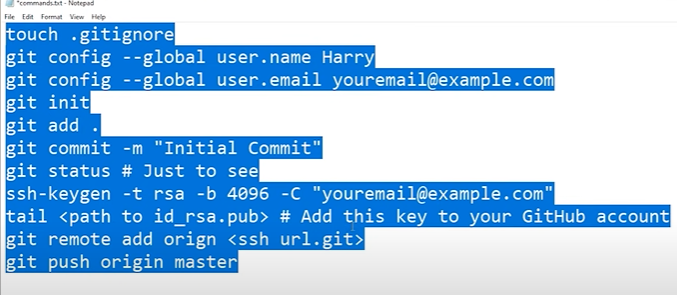 *commands.txt - Notepad
File Edit Format View Help
touch .gitignore
git config --global user.name Harry
git config --global user.email youremail@example.com
git init
git add .
git commit -m "Initial Commit"
git status # Just to see
ssh-keygen -t rsa -b 4096 -C "youremail@example.com"
tail <path to id_rsa.pub> # Add this key to your GitHub account
git remote add orign <ssh url.git>
git push origin master